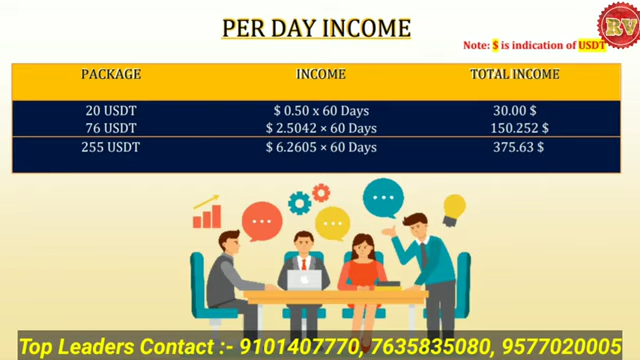 PER DAY INCOME
RV
Note: $ is indication of USDT
PACKAGE INCOME TOTAL INCOME
20 USDT $ 0.50 x 60 Days 30.00 $
76 USDT $ 2.5042 × 60 Days 150.252 $
255 USDT $ 6.2605 × 60 Days 375.63 $
Top Leaders Contact :- 9101407770, 7635835080, 9577020005